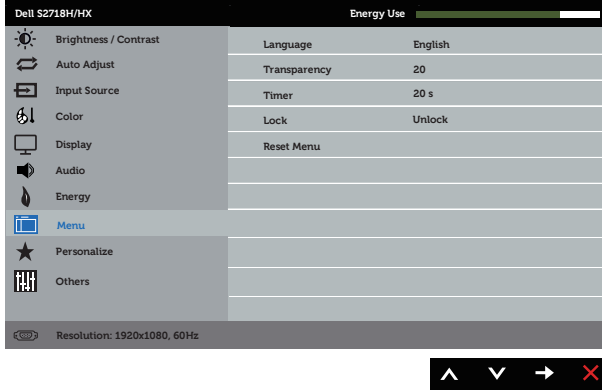 Dell S2718H/HX Energy Use
Brightness / Contrast
Auto Adjust
Input Source
Color
Display
Audio
Energy
Menu
Personalize
Others
Language English
Transparency 20
Timer 20 s
Lock Unlock
Reset Menu
Resolution: 1920x1080, 60Hz